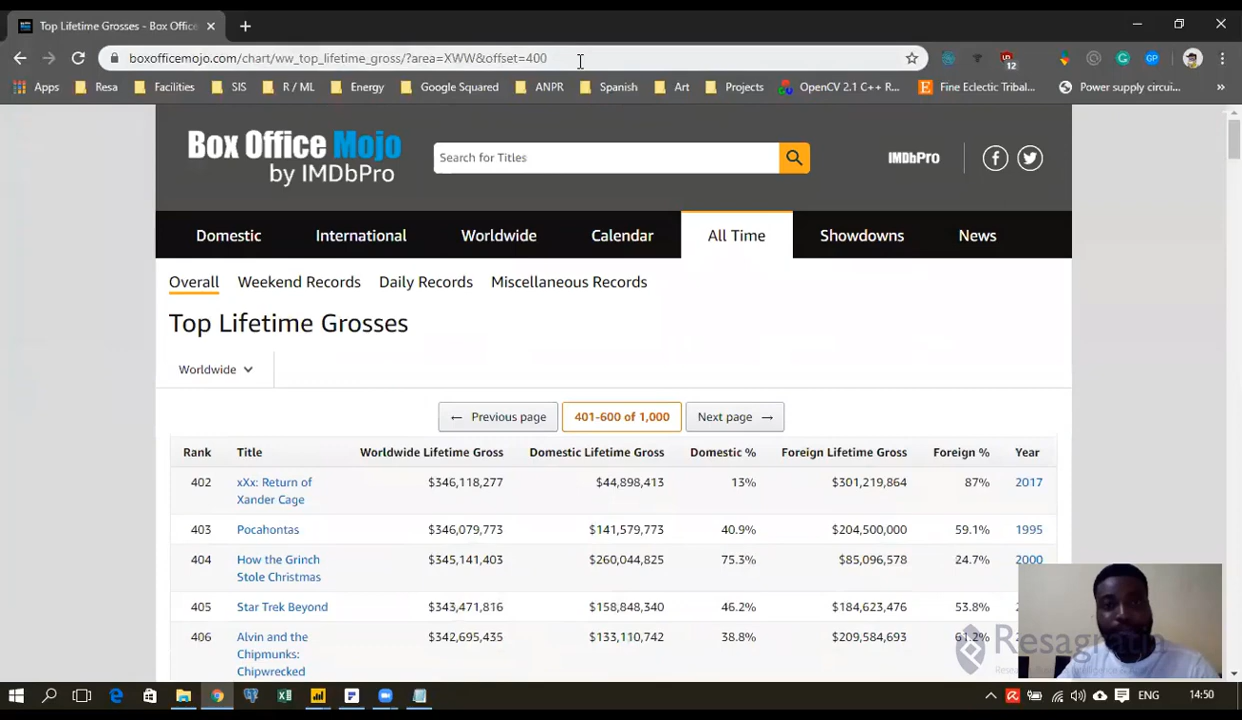 Top Lifetime Grosses - Box Office
boxofficemojo.com/chart/ww_top_lifetime_gross/?area=XWW&offset=400
12
Apps Resa Facilities SIS R / ML Energy Google Squared ANPR Spanish Art Projects OpenCV 2.1 C++ R... Fine Eclectic Tribal... Power supply circui... »
Box Office Mojo
by IMDbPro
Search for Titles
IMDbPro
Domestic International Worldwide Calendar All Time Showdowns News
Overall Weekend Records Daily Records Miscellaneous Records
Top Lifetime Grosses
Worldwide
← Previous page 401-600 of 1,000 Next page →
Rank Title Worldwide Lifetime Gross Domestic Lifetime Gross Domestic % Foreign Lifetime Gross Foreign % Year
402 xXx: Return of Xander Cage $346,118,277 $44,898,413 13% $301,219,864 87% 2017
403 Pocahontas $346,079,773 $141,579,773 40.9% $204,500,000 59.1% 1995
404 How the Grinch Stole Christmas $345,141,403 $260,044,825 75.3% $85,096,578 24.7% 2000
405 Star Trek Beyond $343,471,816 $158,848,340 46.2% $184,623,476 53.8%
406 Alvin and the Chipmunks: Chipwrecked $342,695,435 $133,110,742 38.8% $209,584,693 61.2%
Resagratia
ENG 14:50